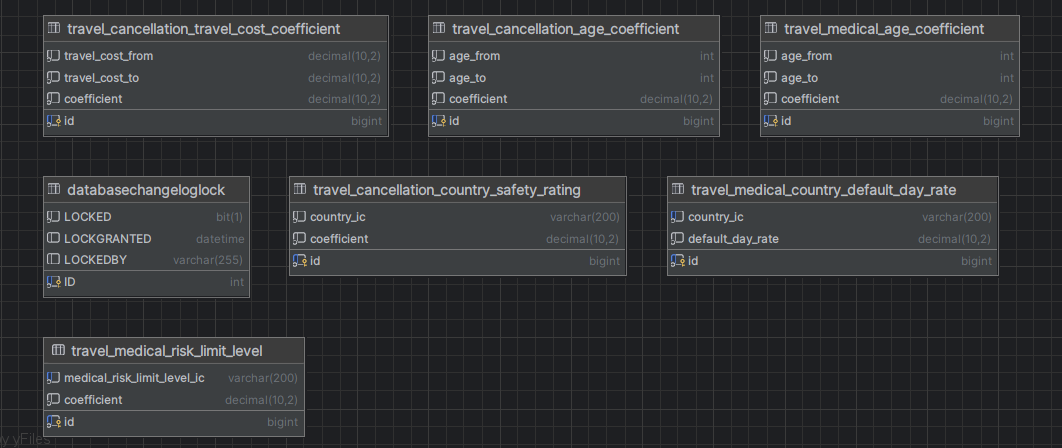 travel_cancellation_travel_cost_coefficient
travel_cost_from decimal(10,2)
travel_cost_to decimal(10,2)
coefficient decimal(10,2)
id bigint
travel_cancellation_age_coefficient
age_from int
age_to int
coefficient decimal(10,2)
id bigint
travel_medical_age_coefficient
age_from int
age_to int
coefficient decimal(10,2)
id bigint
databasechangeloglock
LOCKED bit(1)
LOCKGRANTED datetime
LOCKEDBY varchar(255)
ID int
travel_cancellation_country_safety_rating
country_ic varchar(200)
coefficient decimal(10,2)
id bigint
travel_medical_country_default_day_rate
country_ic varchar(200)
default_day_rate decimal(10,2)
id bigint
travel_medical_risk_limit_level
medical_risk_limit_level_ic varchar(200)
coefficient decimal(10,2)
id bigint
by yFiles